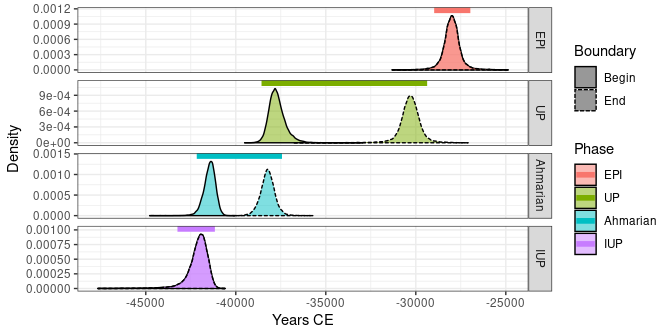 0.0012
0.0009
0.0006
0.0003
0.0000
EPI
9e-04
6e-04
3e-04
0e+00
UP
0.0015
0.0010
0.0005
0.0000
Ahmarian
0.00100
0.00075
0.00050
0.00025
0.00000
IUP
-45000 -40000 -35000 -30000 -25000
Years CE
Density
Boundary
Begin
End
Phase
EPI
UP
Ahmarian
IUP